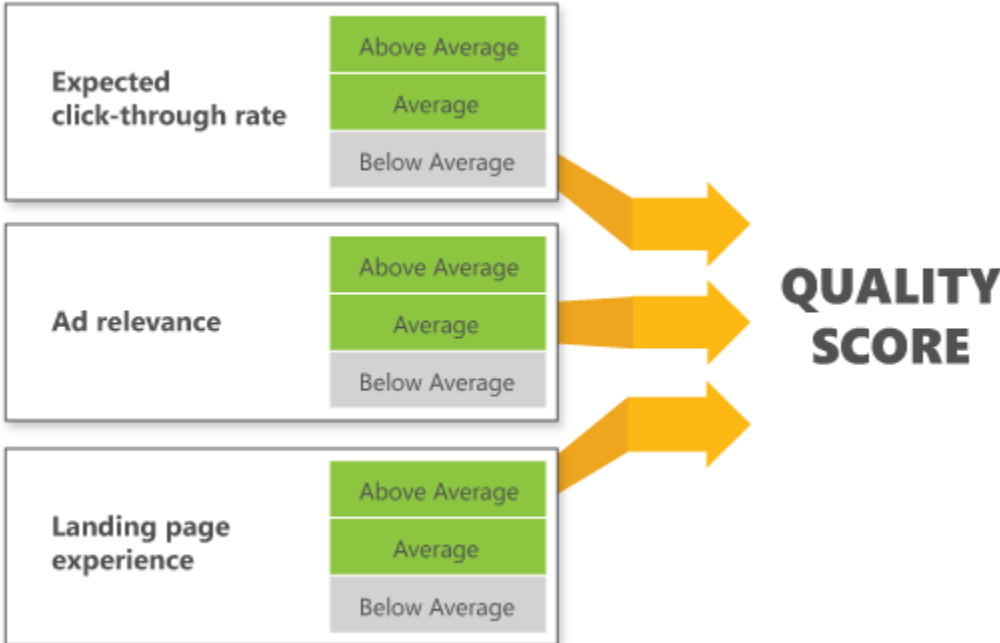 Expected
click-through rate
Above Average
Average
Below Average
Ad relevance
Above Average
Average
Below Average
Landing page
experience
Above Average
Average
Below Average
QUALITY
SCORE